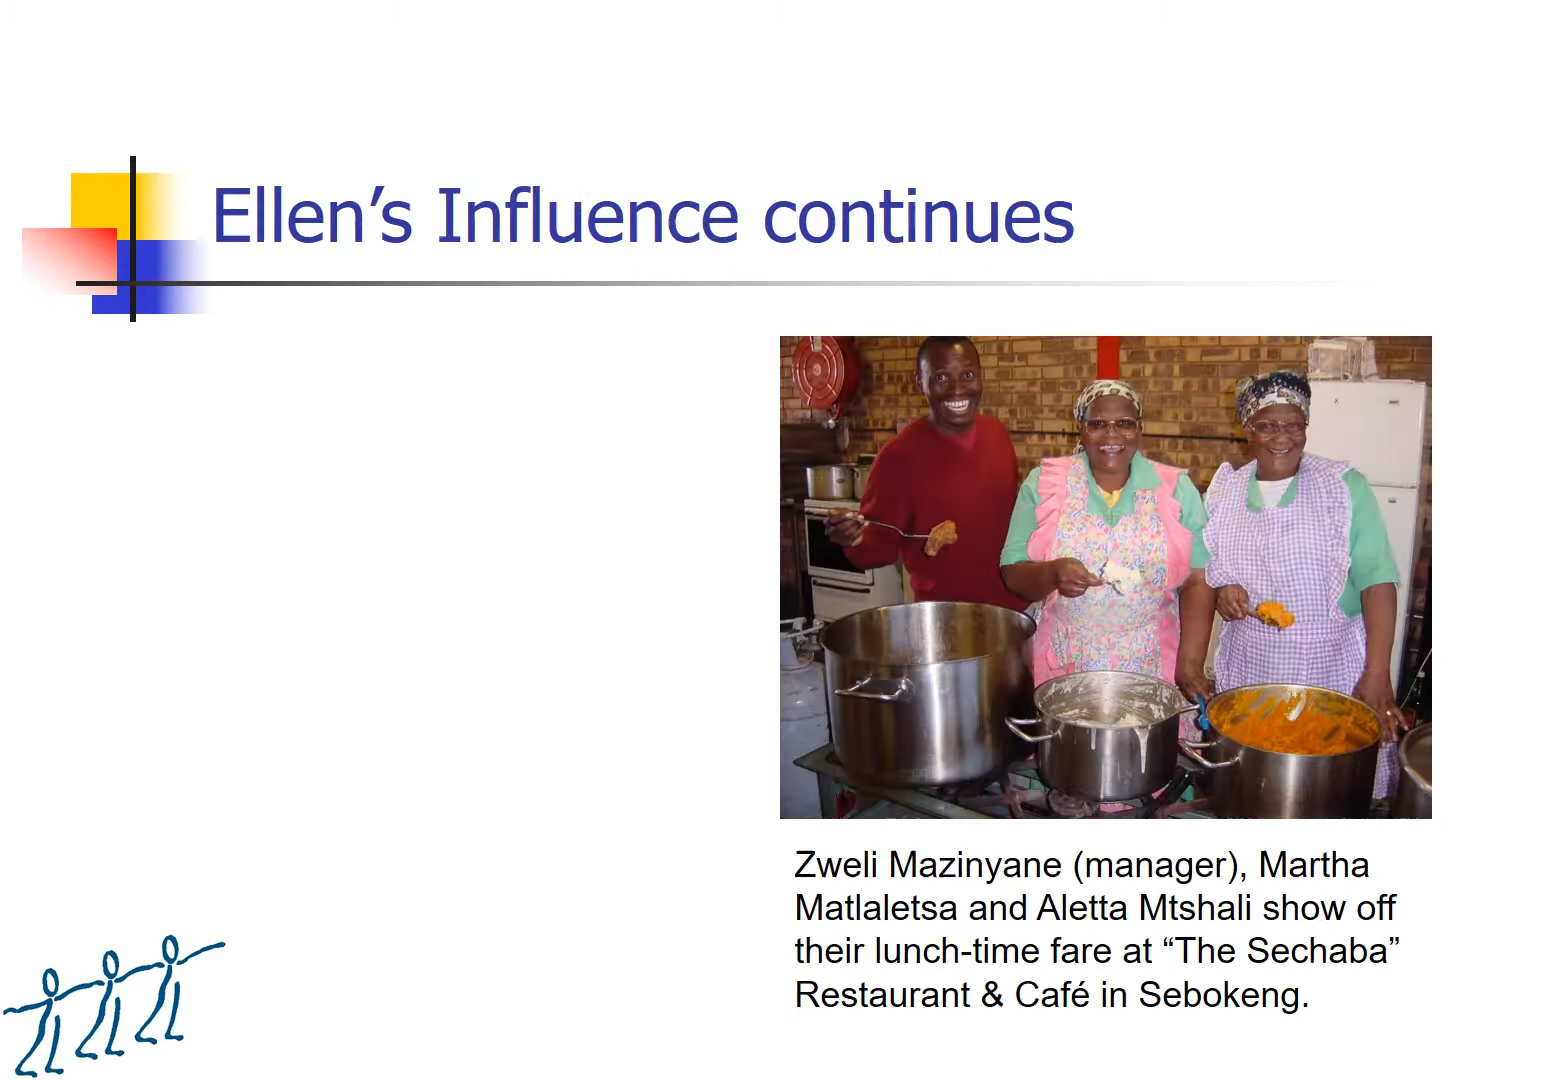 Ellen’s Influence continues
Zweli Mazinyane (manager), Martha
Matlaletsa and Aletta Mtshali show off
their lunch-time fare at “The Sechaba”
Restaurant & Café in Sebokeng.